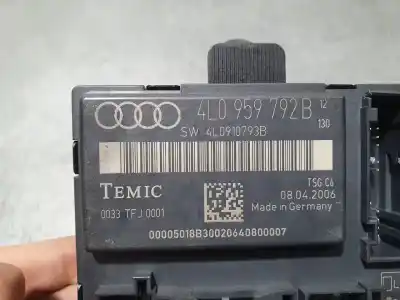 4L0 959 792B 12
130
SW 4L0910793B
TEMIC
TSG C6
08.04.2006
0033 TFJ 0001
Made in Germany
00005018B30020640800007